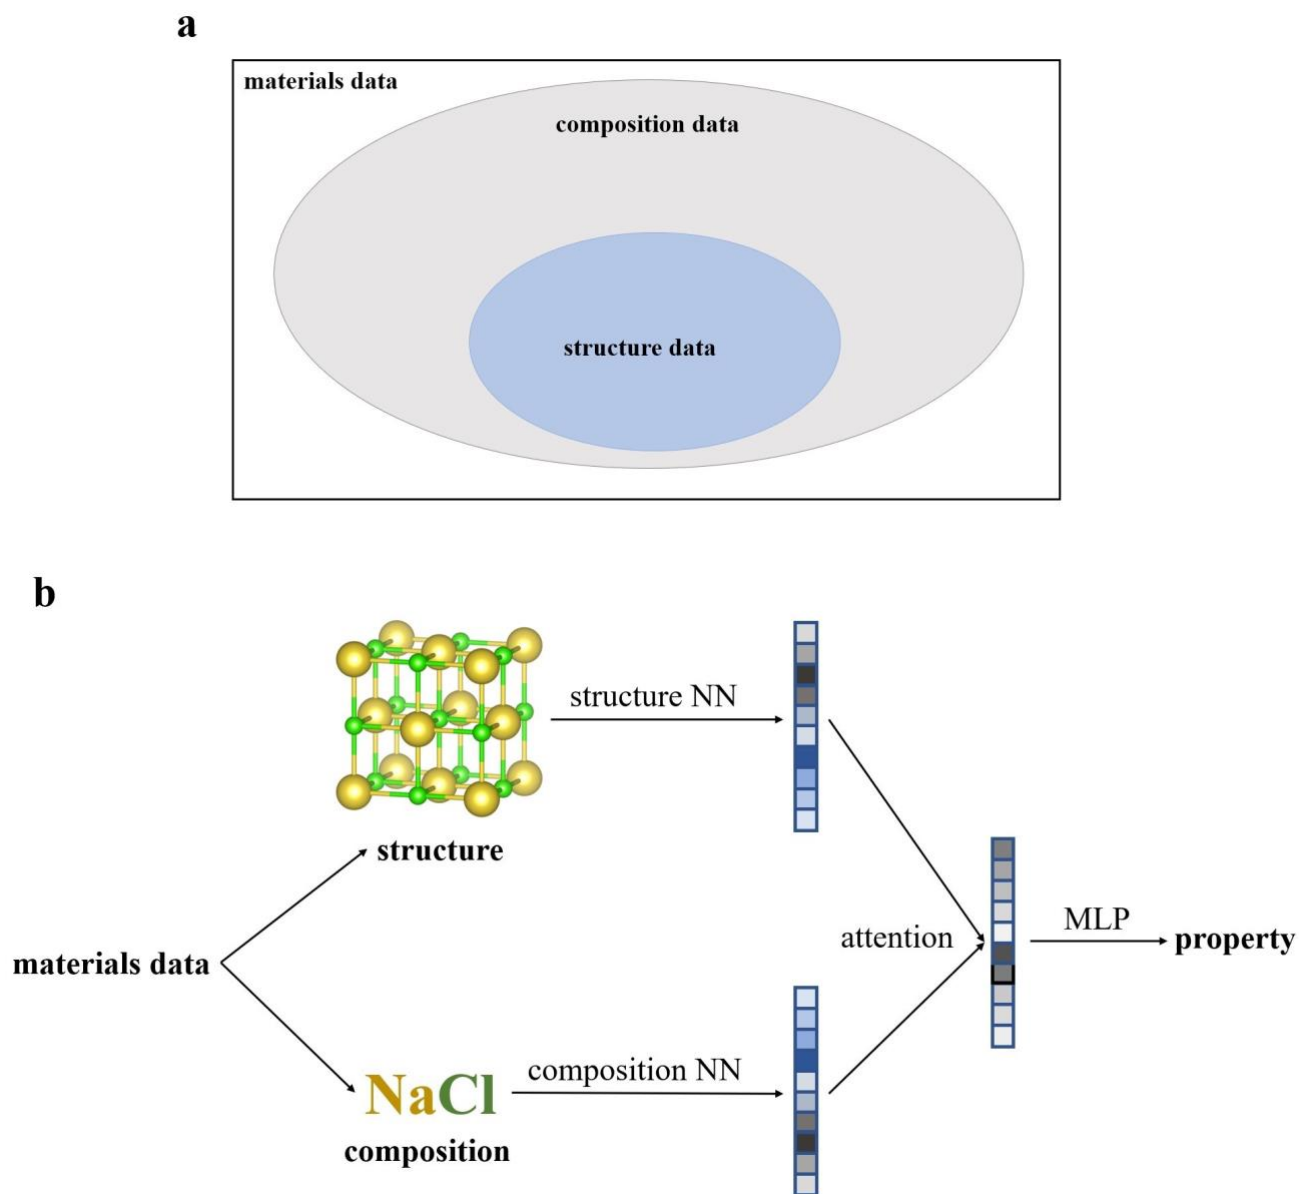 a
materials data
composition data
structure data
b
structure NN
structure
attention
MLP
materials data
property
composition NN
NaCl
composition